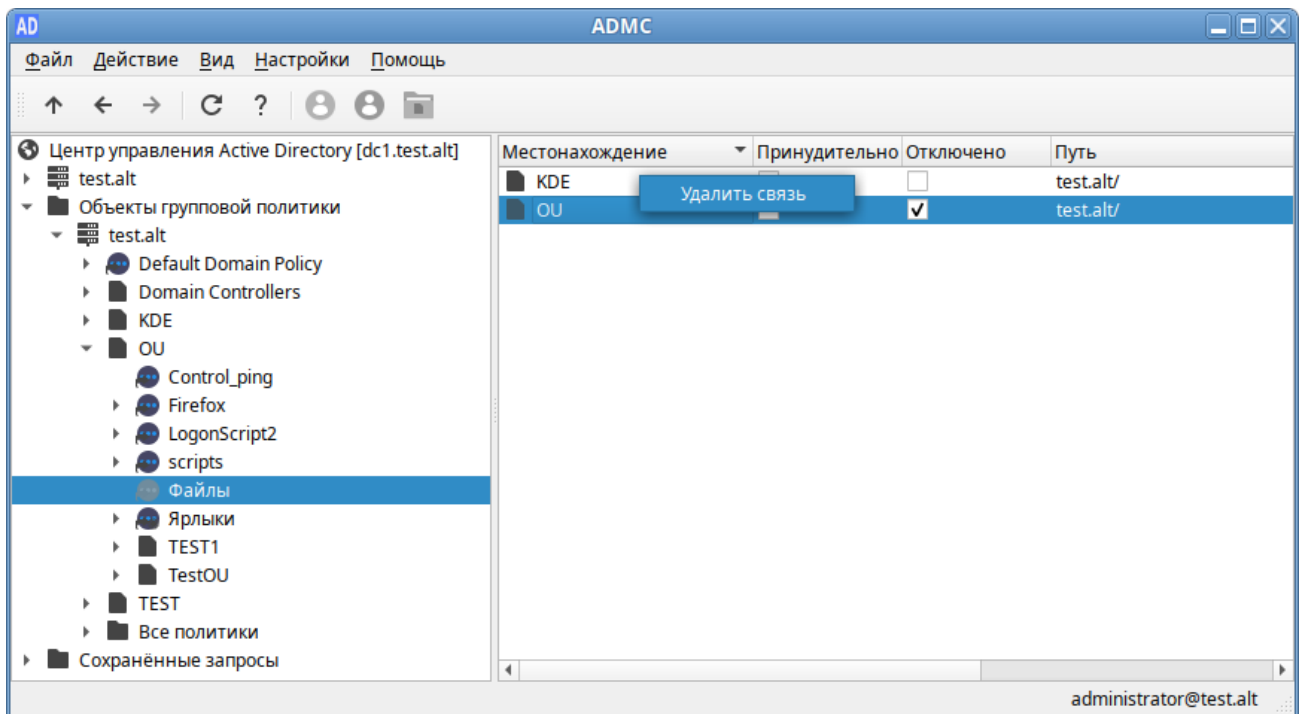 AD ADMC
Файл Действие Вид Настройки Помощь
?
Центр управления Active Directory [dc1.test.alt]
test.alt
Объекты групповой политики
test.alt
Default Domain Policy
Domain Controllers
KDE
OU
Control_ping
Firefox
LogonScript2
scripts
Файлы
Ярлыки
TEST1
TestOU
TEST
Все политики
Сохранённые запросы
Местонахождение Принудительно Отключено Путь
KDE test.alt/
Удалить связь
OU test.alt/
administrator@test.alt